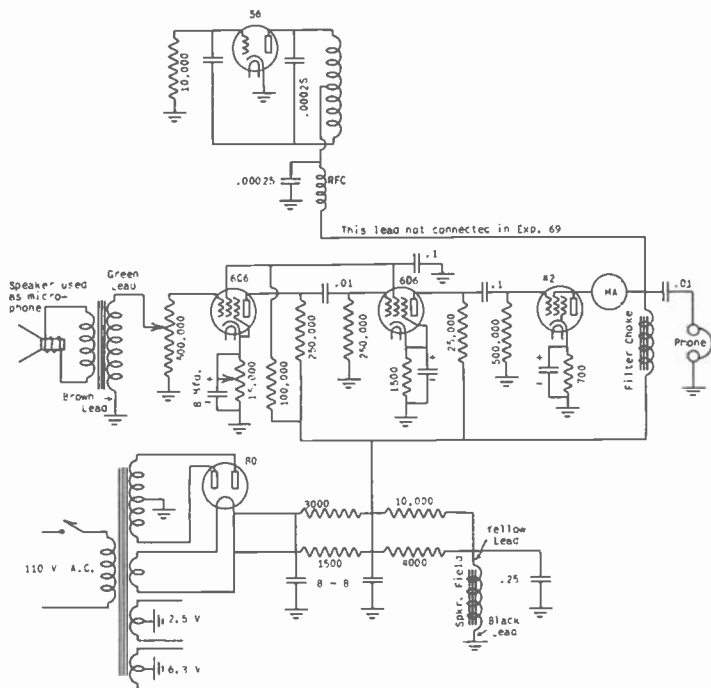 56
10,000
.00025
.00025
RFC
This lead not connected in Exp. 69
Speaker used
as micro-
phone
Green
Lead
6C6
.01
6D6
.1
.1
42
MA
.01
500,000
250,000
250,000
25,000
500,000
Filter Choke
Phone
8 Mfd.
15,000
100,000
1500
700
Brown
Lead
80
3000
10,000
Yellow
Lead
110 V A.C.
1500
4000
8 - 8
Spkr. Field
.25
2.5 V
Black
Lead
6.3 V